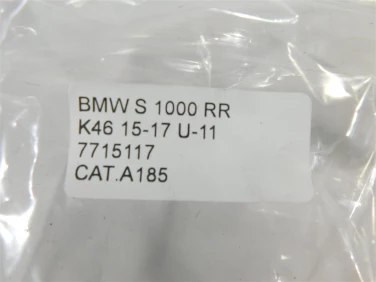 BMW S 1000 RR
K46 15-17 U-11
7715117
CAT.A185